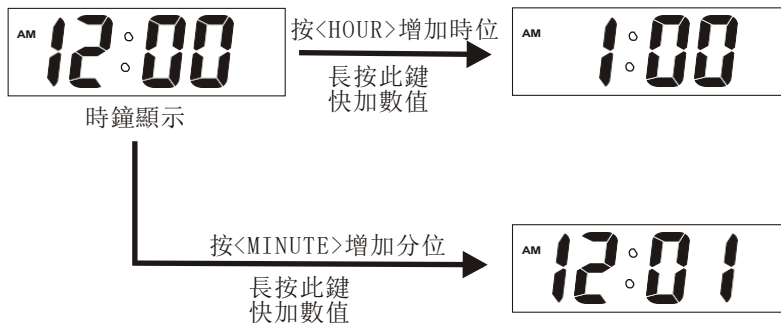 AM 12:00
按<HOUR>增加時位
長按此鍵
快加數值
AM 1:00
時鐘顯示
按<MINUTE>增加分位
長按此鍵
快加數值
AM 12:01